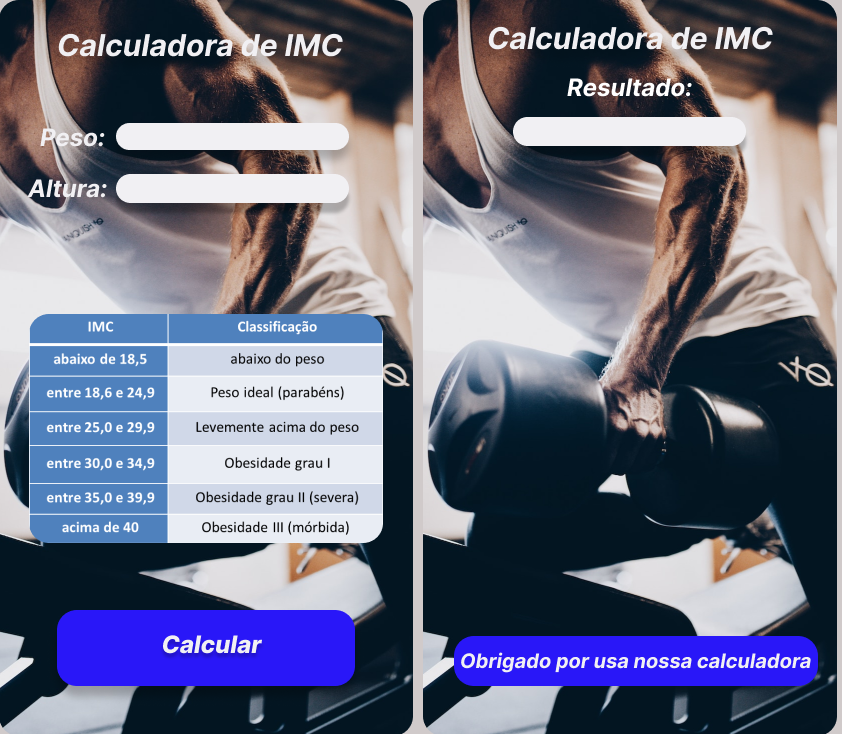 Calculadora de IMC
Peso:
Altura:
IMC Classificação
abaixo de 18,5 abaixo do peso
entre 18,6 e 24,9 Peso ideal (parabéns)
entre 25,0 e 29,9 Levemente acima do peso
entre 30,0 e 34,9 Obesidade grau I
entre 35,0 e 39,9 Obesidade grau II (severa)
acima de 40 Obesidade III (mórbida)
Calcular
Calculadora de IMC
Resultado:
Obrigado por usa nossa calculadora